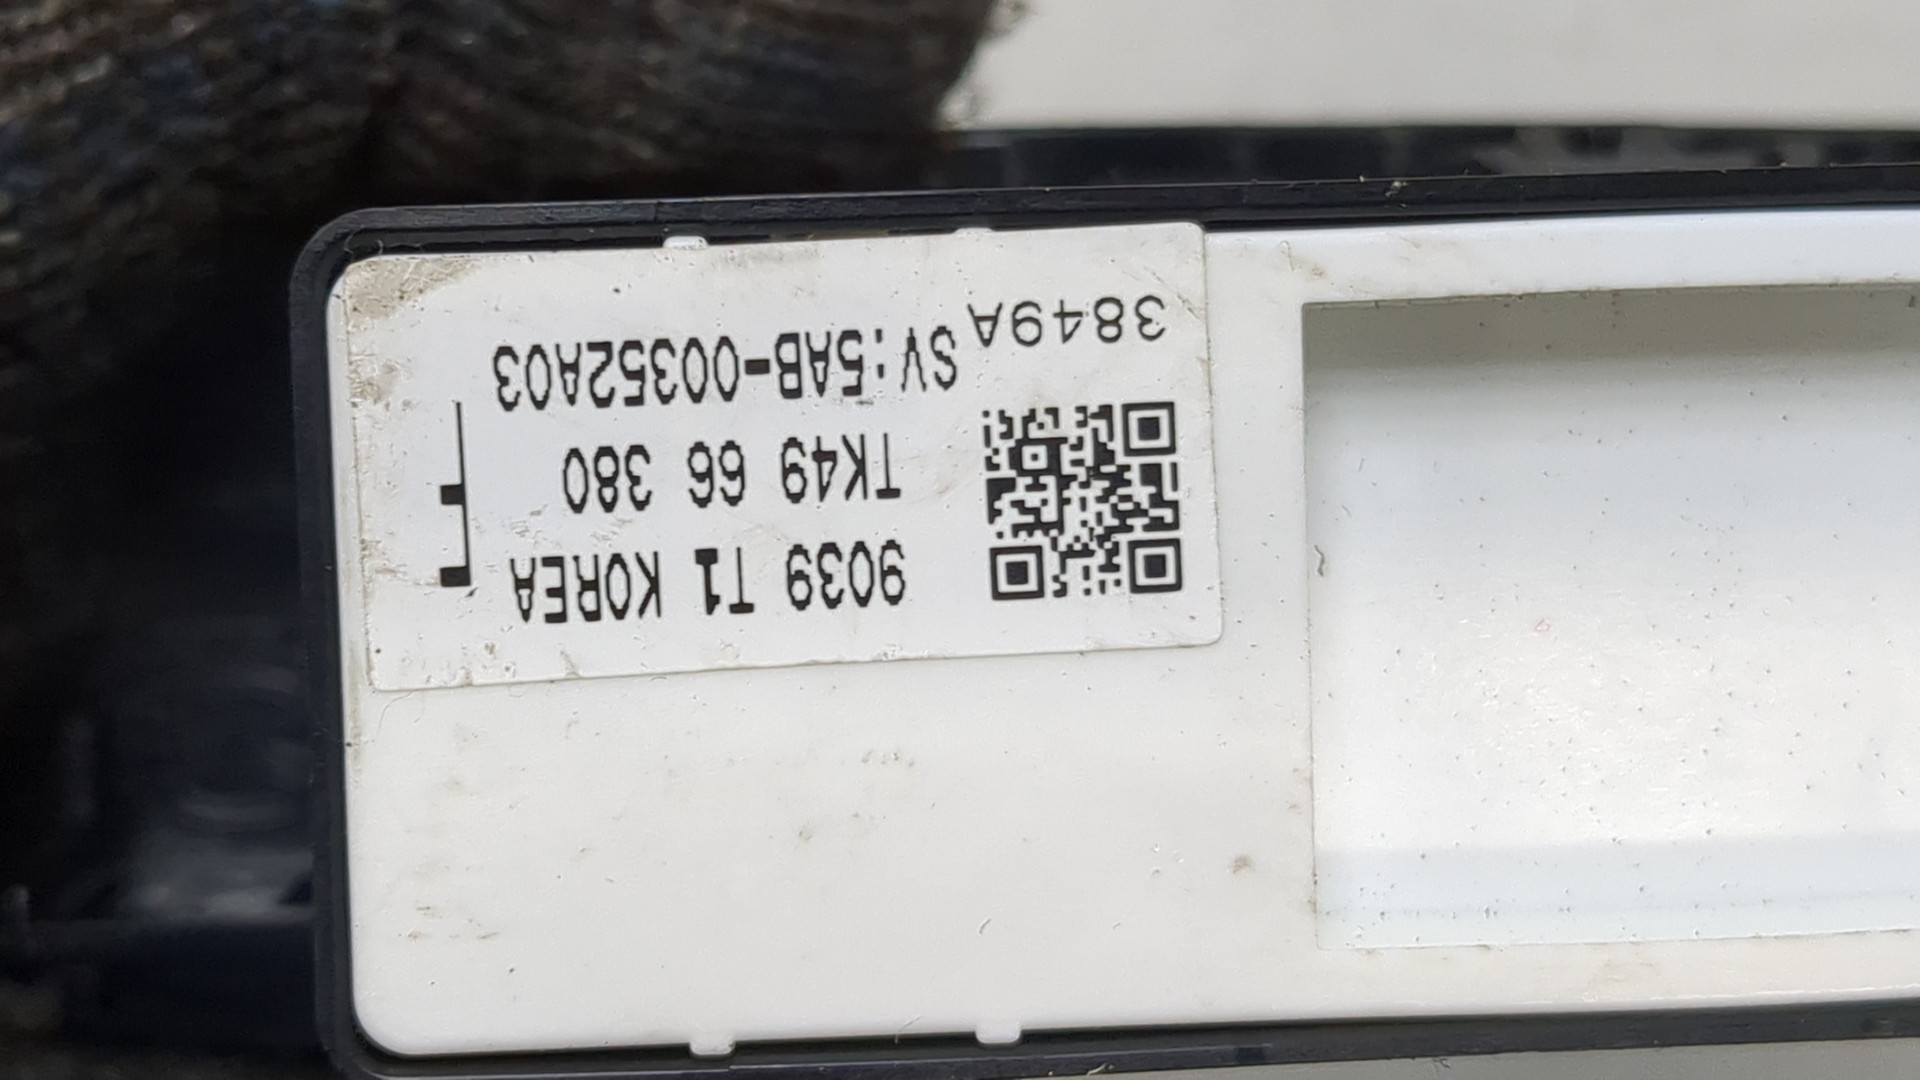 9039 T1 KOREA
TK49 66 380
SV:5AB-00352A03
3849A